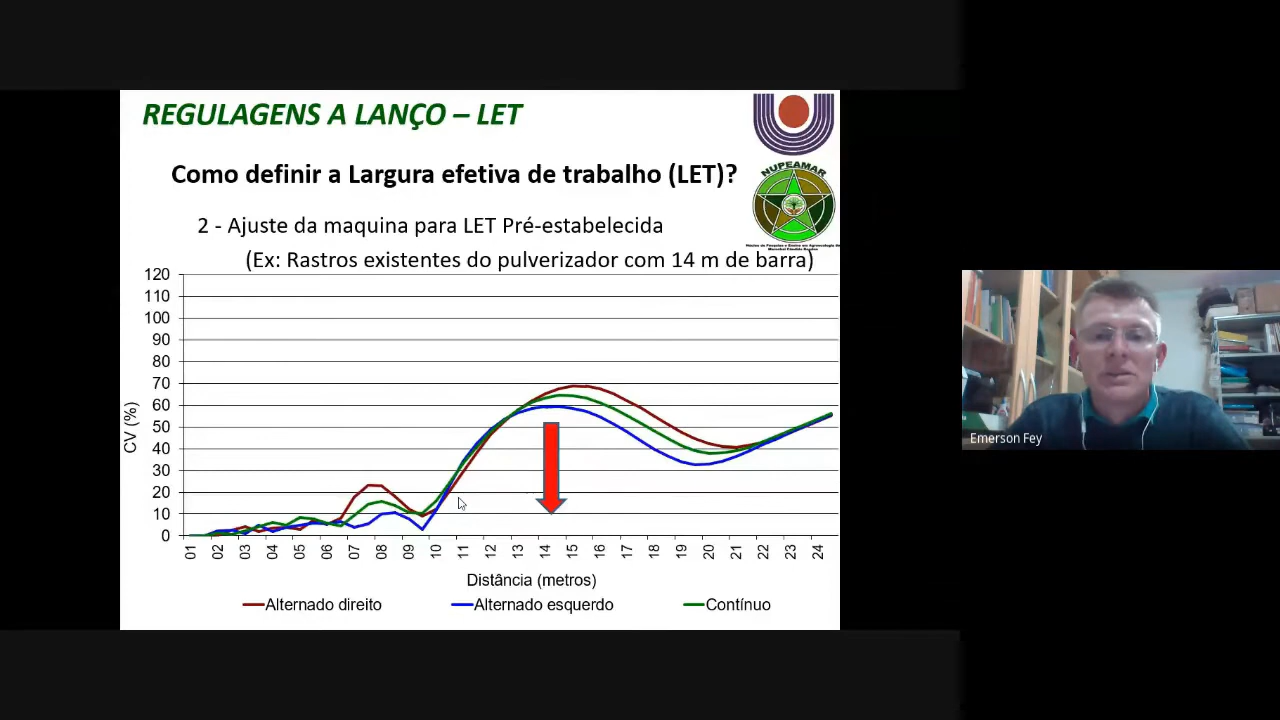 REGULAGENS A LANÇO – LET
Como definir a Largura efetiva de trabalho (LET)?
NUPEAMAR
2 - Ajuste da maquina para LET Pré-estabelecida
(Ex: Rastros existentes do pulverizador com 14 m de barra)
120
110
100
90
80
70
60
50
40
30
20
10
0
CV (%)
01 02 03 04 05 06 07 08 09 10 11 12 13 14 15 16 17 18 19 20 21 22 23 24
Distância (metros)
Alternado direito Alternado esquerdo Contínuo
Emerson Fey